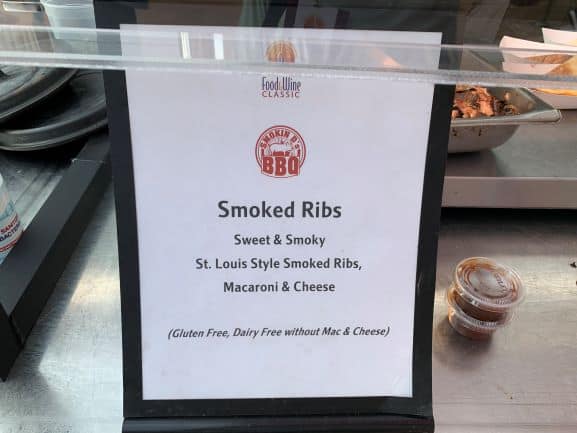 Food&Wine
CLASSIC
SMOKIN D's
BBQ
Smoked Ribs
Sweet & Smoky
St. Louis Style Smoked Ribs,
Macaroni & Cheese
(Gluten Free, Dairy Free without Mac & Cheese)